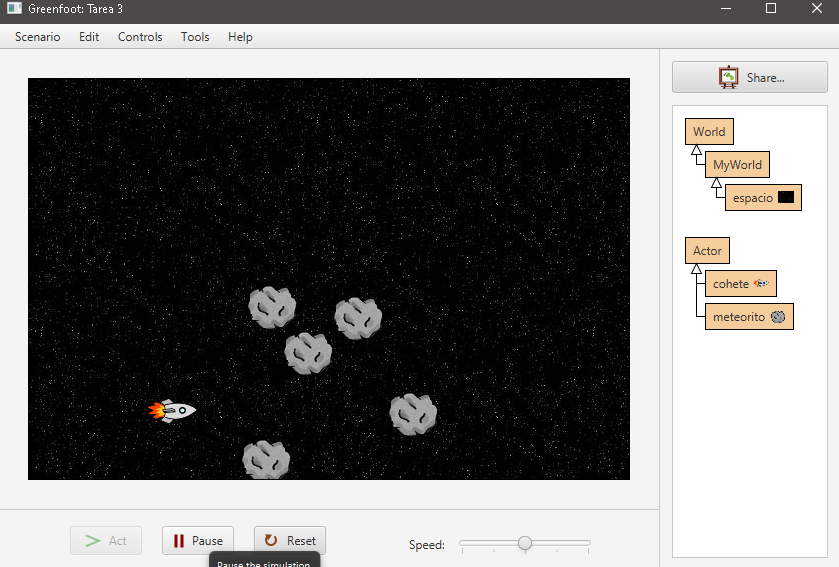 Greenfoot: Tarea 3
Scenario Edit Controls Tools Help
Share...
World
MyWorld
espacio
Actor
cohete
meteorito
Act Pause Reset Speed:
Pause the simulation